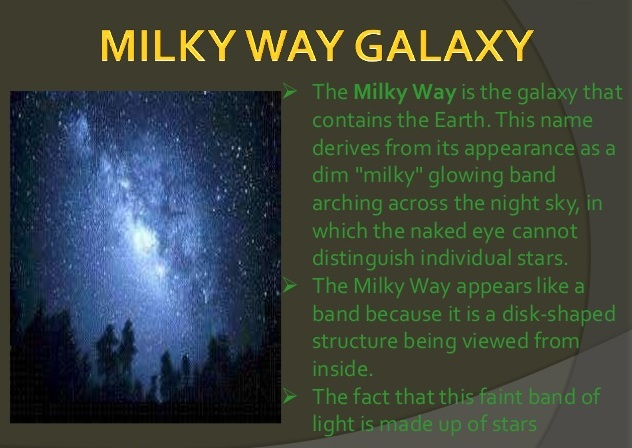 MILKY WAY GALAXY
The Milky Way is the galaxy that
contains the Earth. This name
derives from its appearance as a
dim "milky" glowing band
arching across the night sky, in
which the naked eye cannot
distinguish individual stars.
The Milky Way appears like a
band because it is a disk-shaped
structure being viewed from
inside.
The fact that this faint band of
light is made up of stars